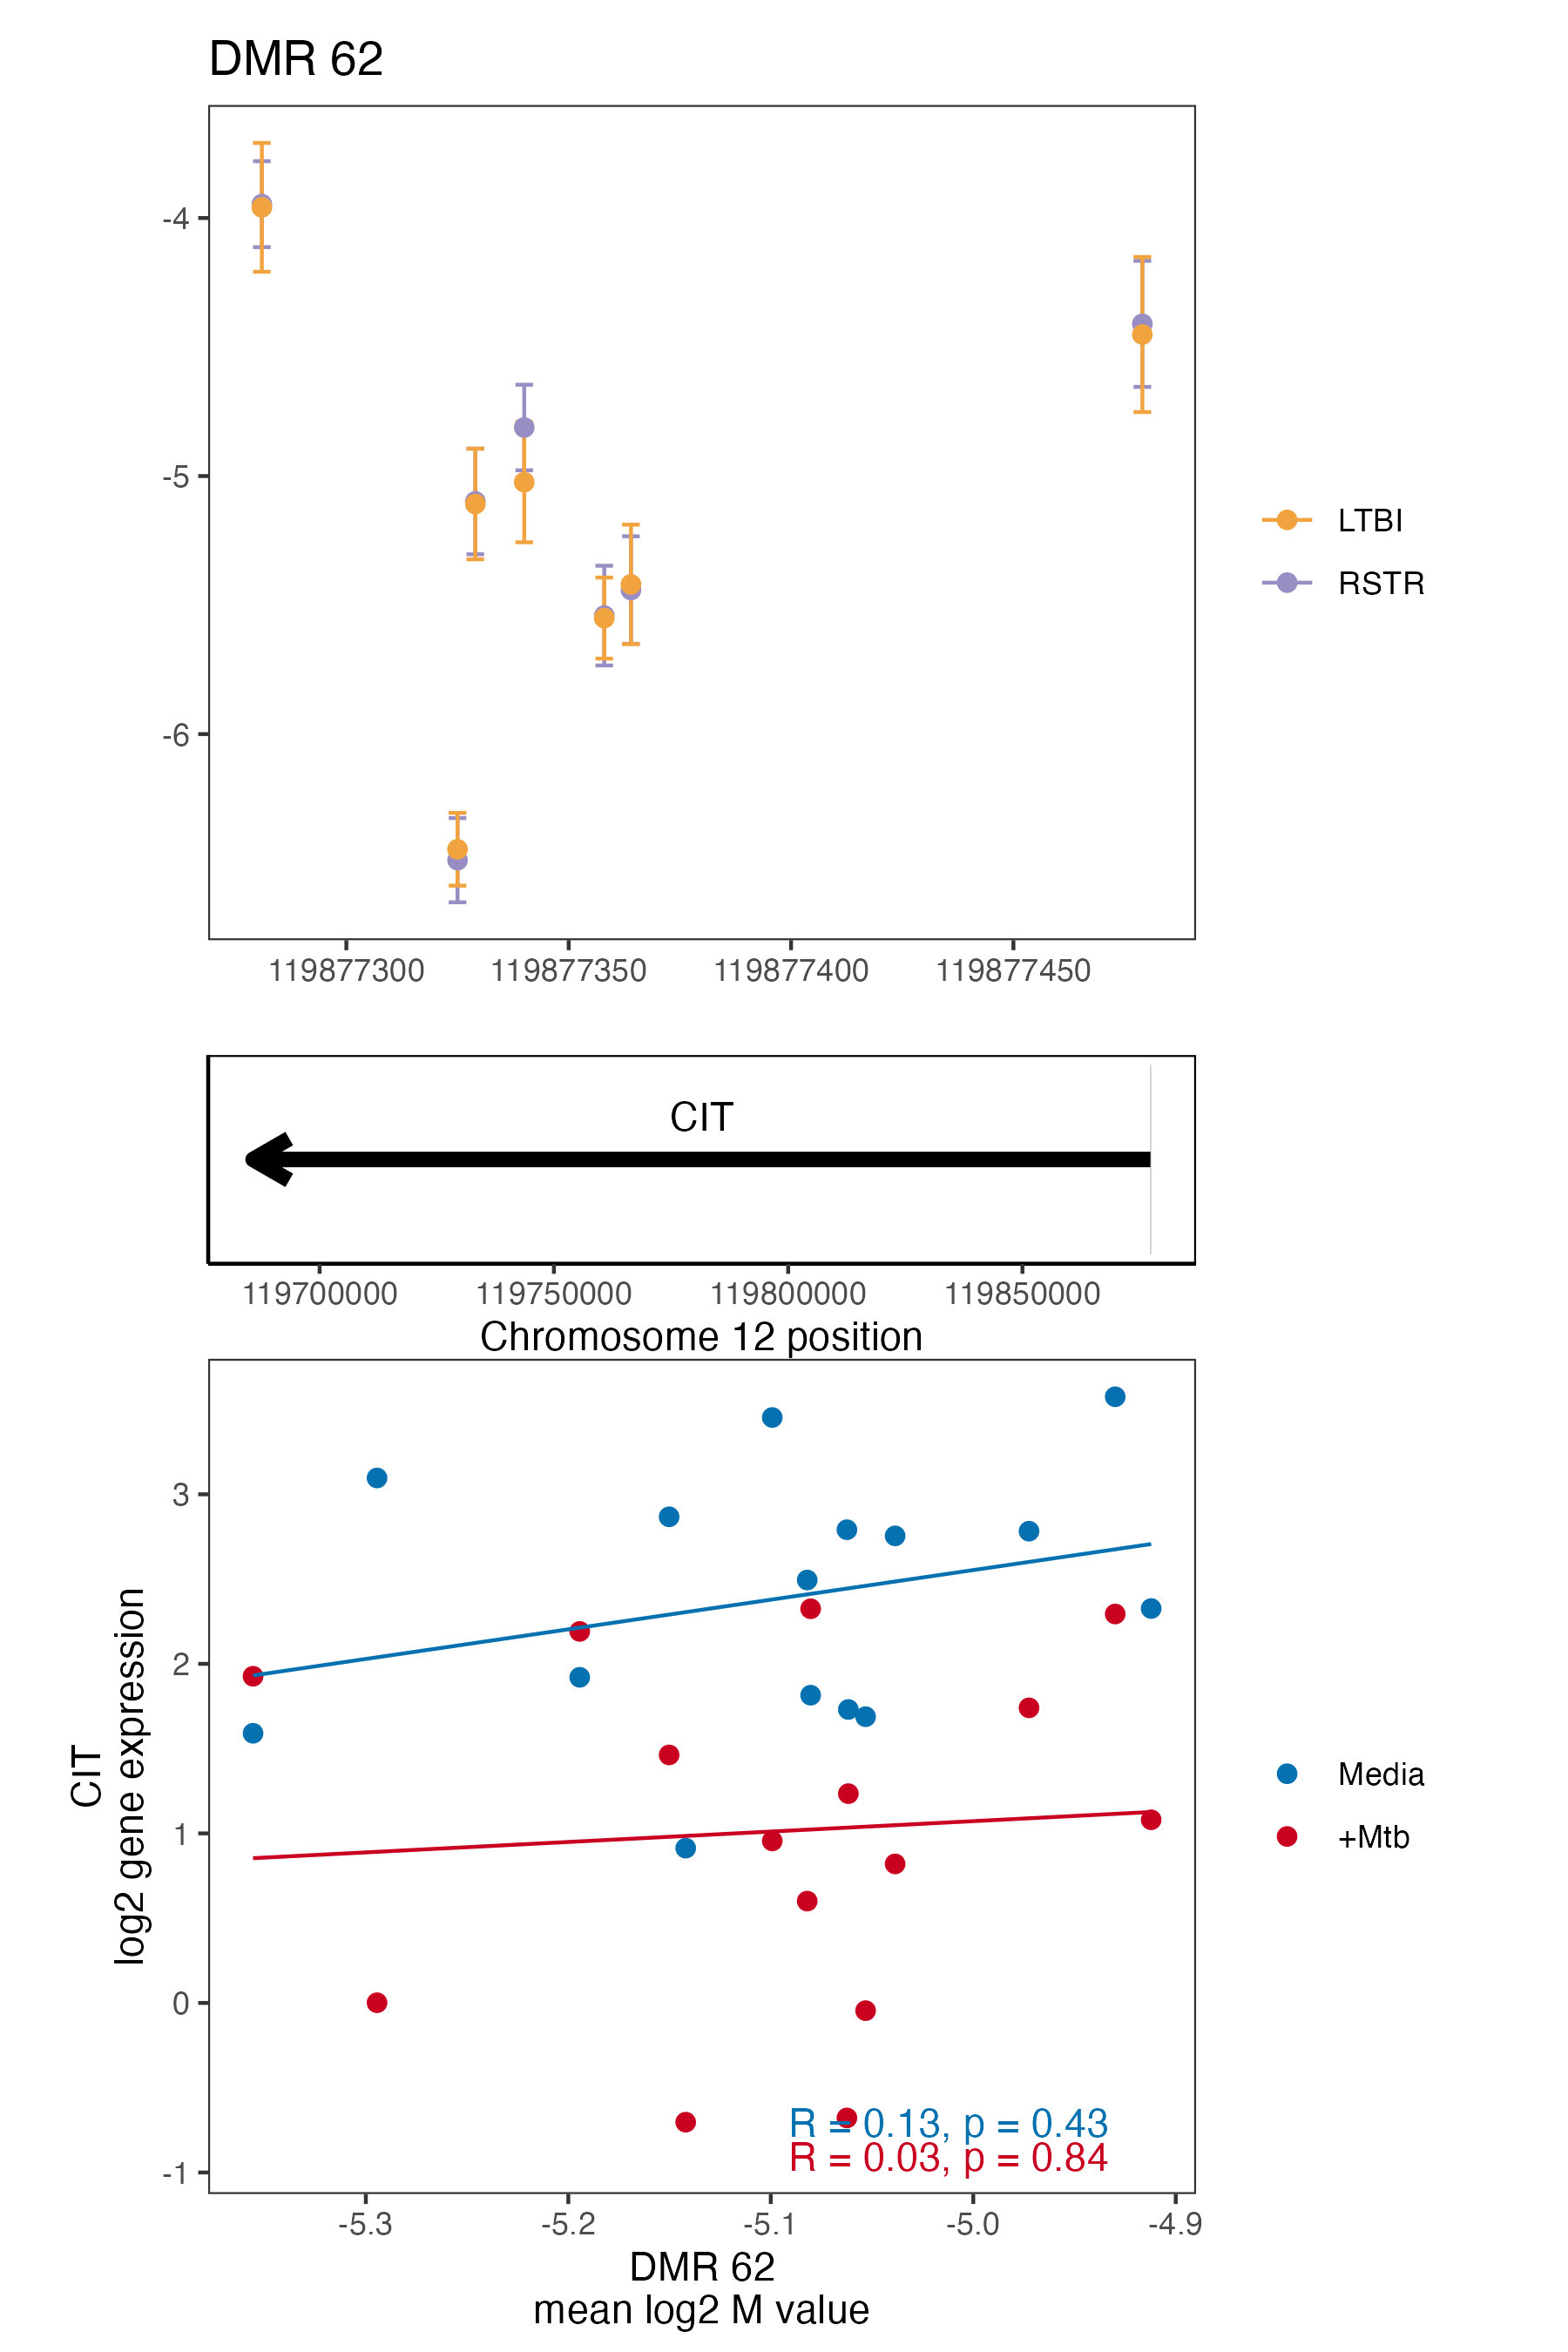 DMR 62
-4
-5
-6
119877300 119877350 119877400 119877450
LTBI
RSTR
CIT
119700000 119750000 119800000 119850000
Chromosome 12 position
3
2
1
0
-1
CIT
log2 gene expression
R = 0.13, p = 0.43
R = 0.03, p = 0.84
-5.3 -5.2 -5.1 -5.0 -4.9
DMR 62
mean log2 M value
Media
+Mtb